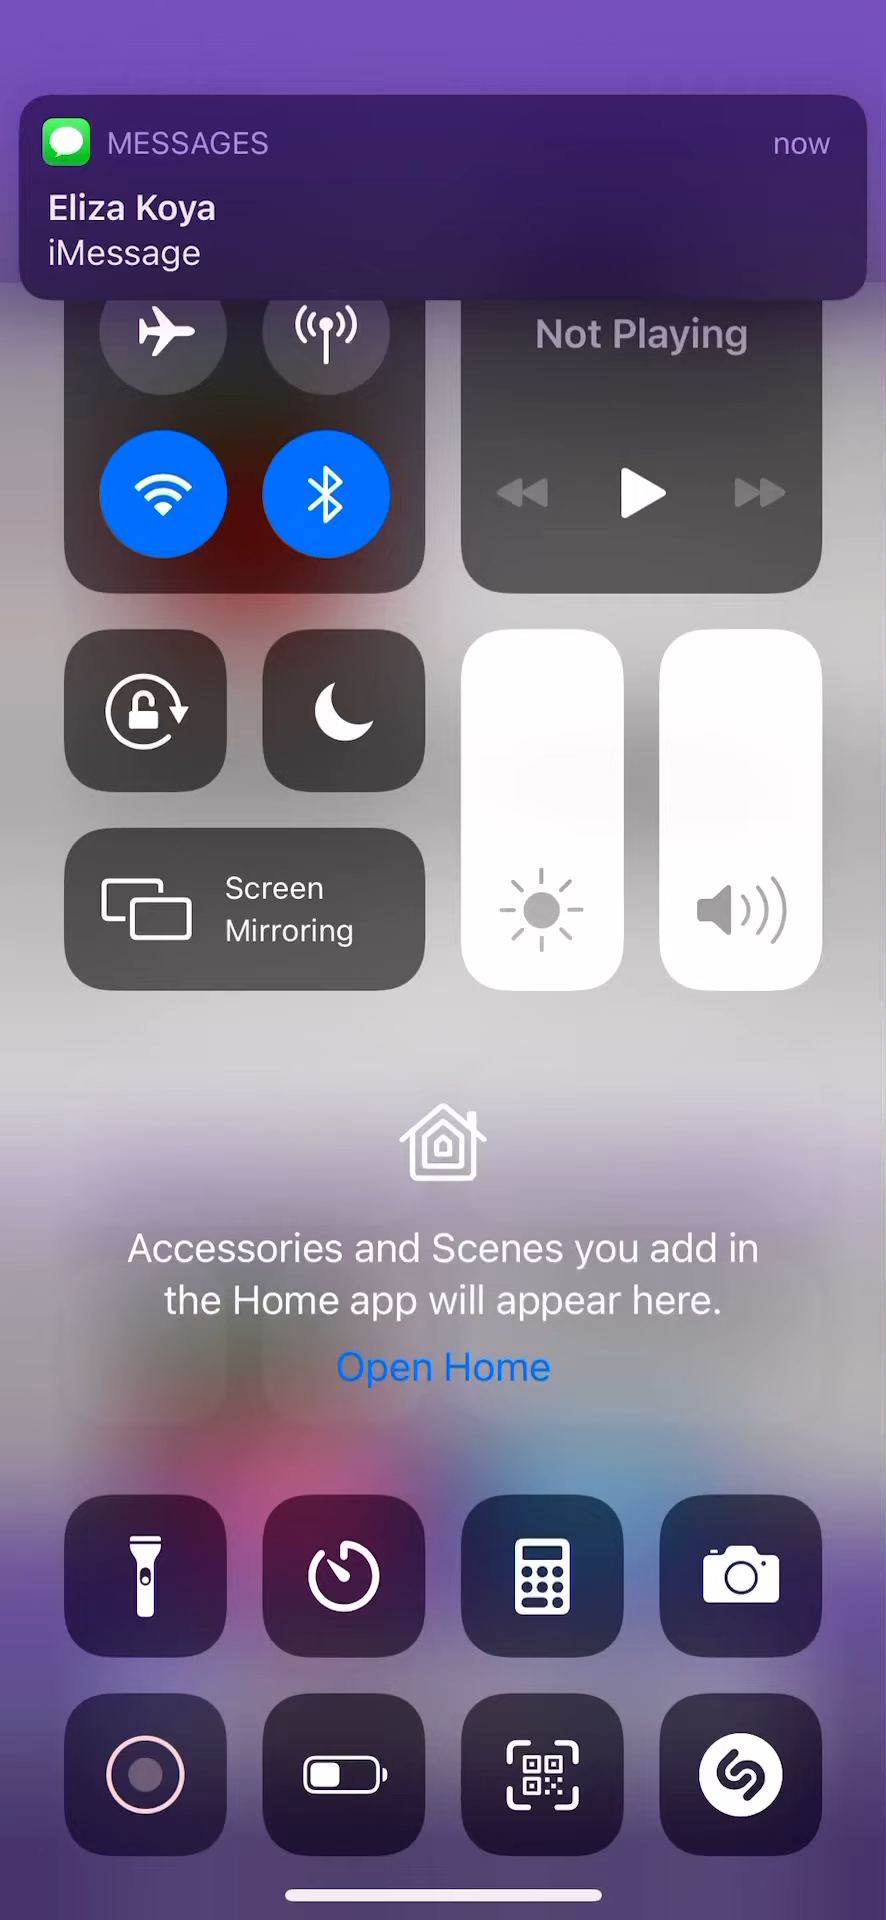 MESSAGES now
Eliza Koya
iMessage
Not Playing
Screen
Mirroring
Accessories and Scenes you add in
the Home app will appear here.
Open Home